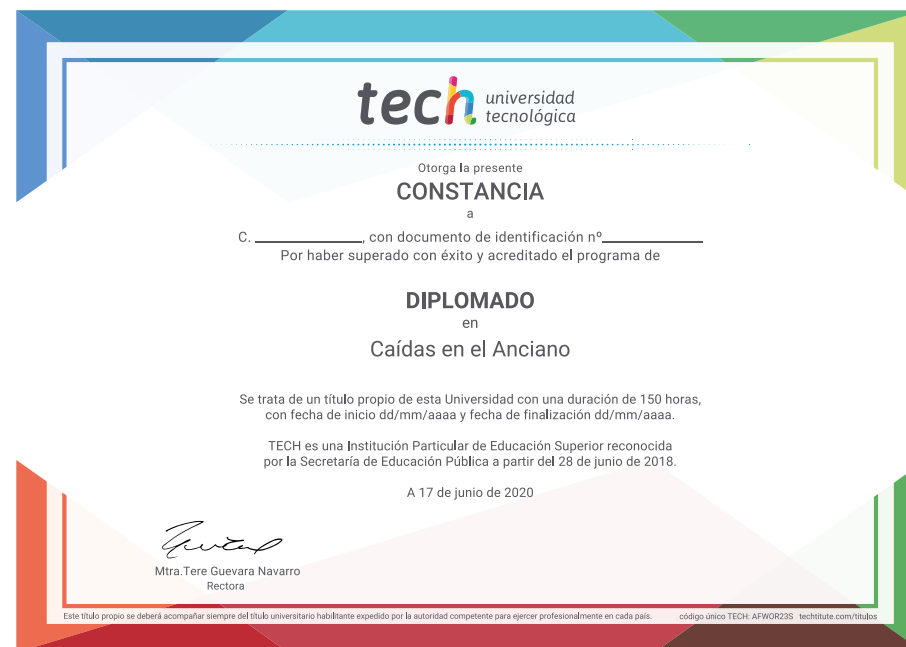 tech universidad
tecnológica
Otorga la presente
CONSTANCIA
a
C. ____________, con documento de identificación nº____________
Por haber superado con éxito y acreditado el programa de
DIPLOMADO
en
Caídas en el Anciano
Se trata de un título propio de esta Universidad con una duración de 150 horas,
con fecha de inicio dd/mm/aaaa y fecha de finalización dd/mm/aaaa.
TECH es una Institución Particular de Educación Superior reconocida
por la Secretaría de Educación Pública a partir del 28 de junio de 2018.
A 17 de junio de 2020
Mtra.Tere Guevara Navarro
Rectora
Este título propio se deberá acompañar siempre del título universitario habilitante expedido por la autoridad competente para ejercer profesionalmente en cada país. código único TECH: AFWOR23S techtitute.com/titulos